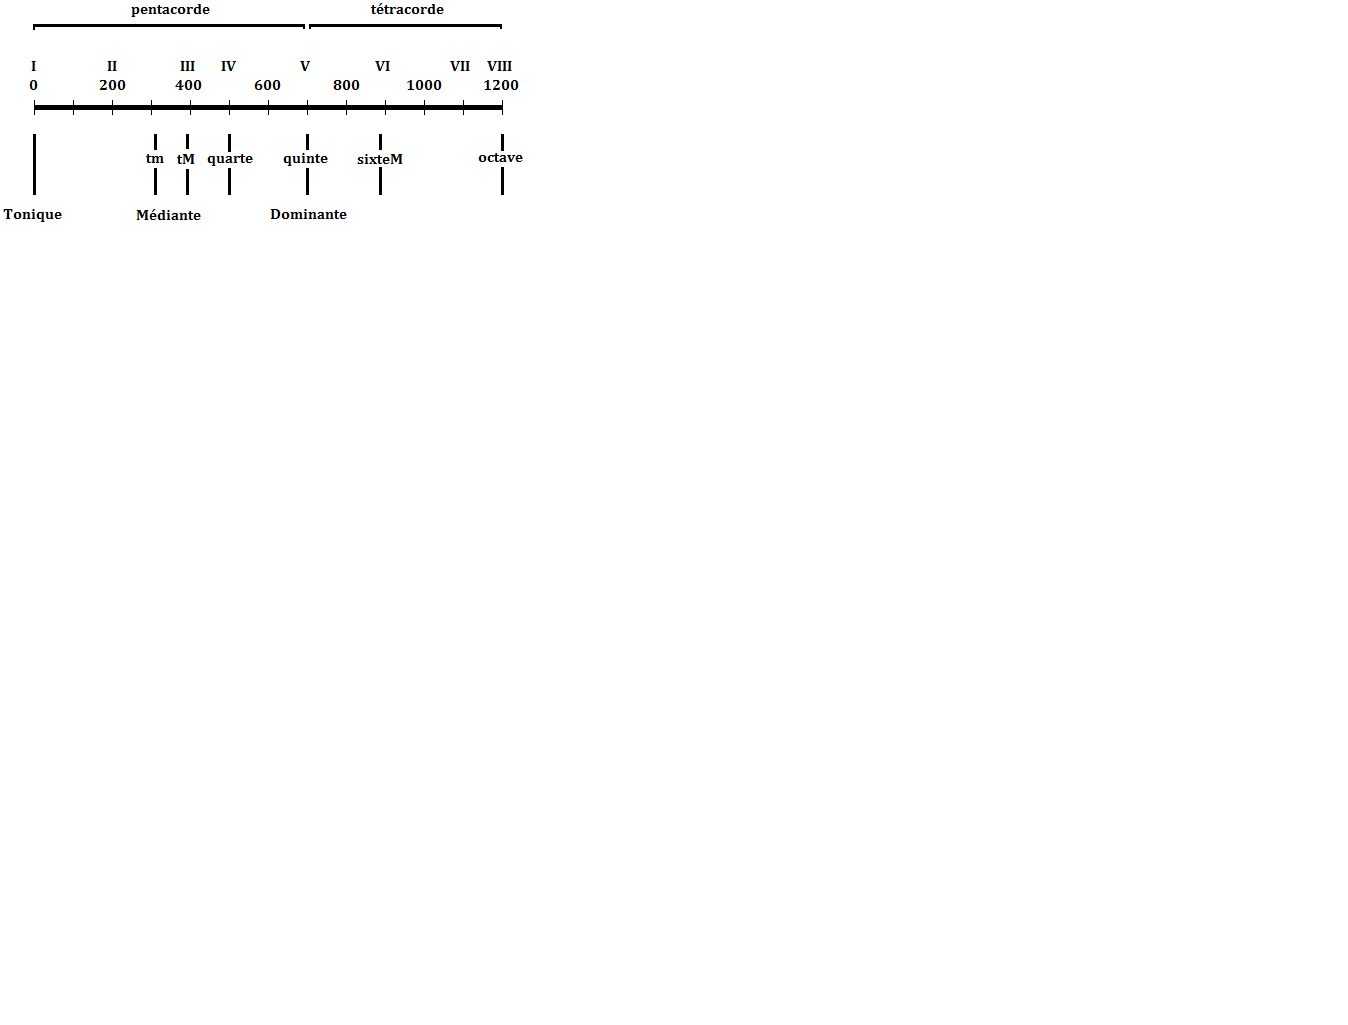 pentacorde tétracorde
I II III IV V VI VII VIII
0 200 400 600 800 1000 1200
tm tM quarte quinte sixteM octave
Tonique Médiante Dominante